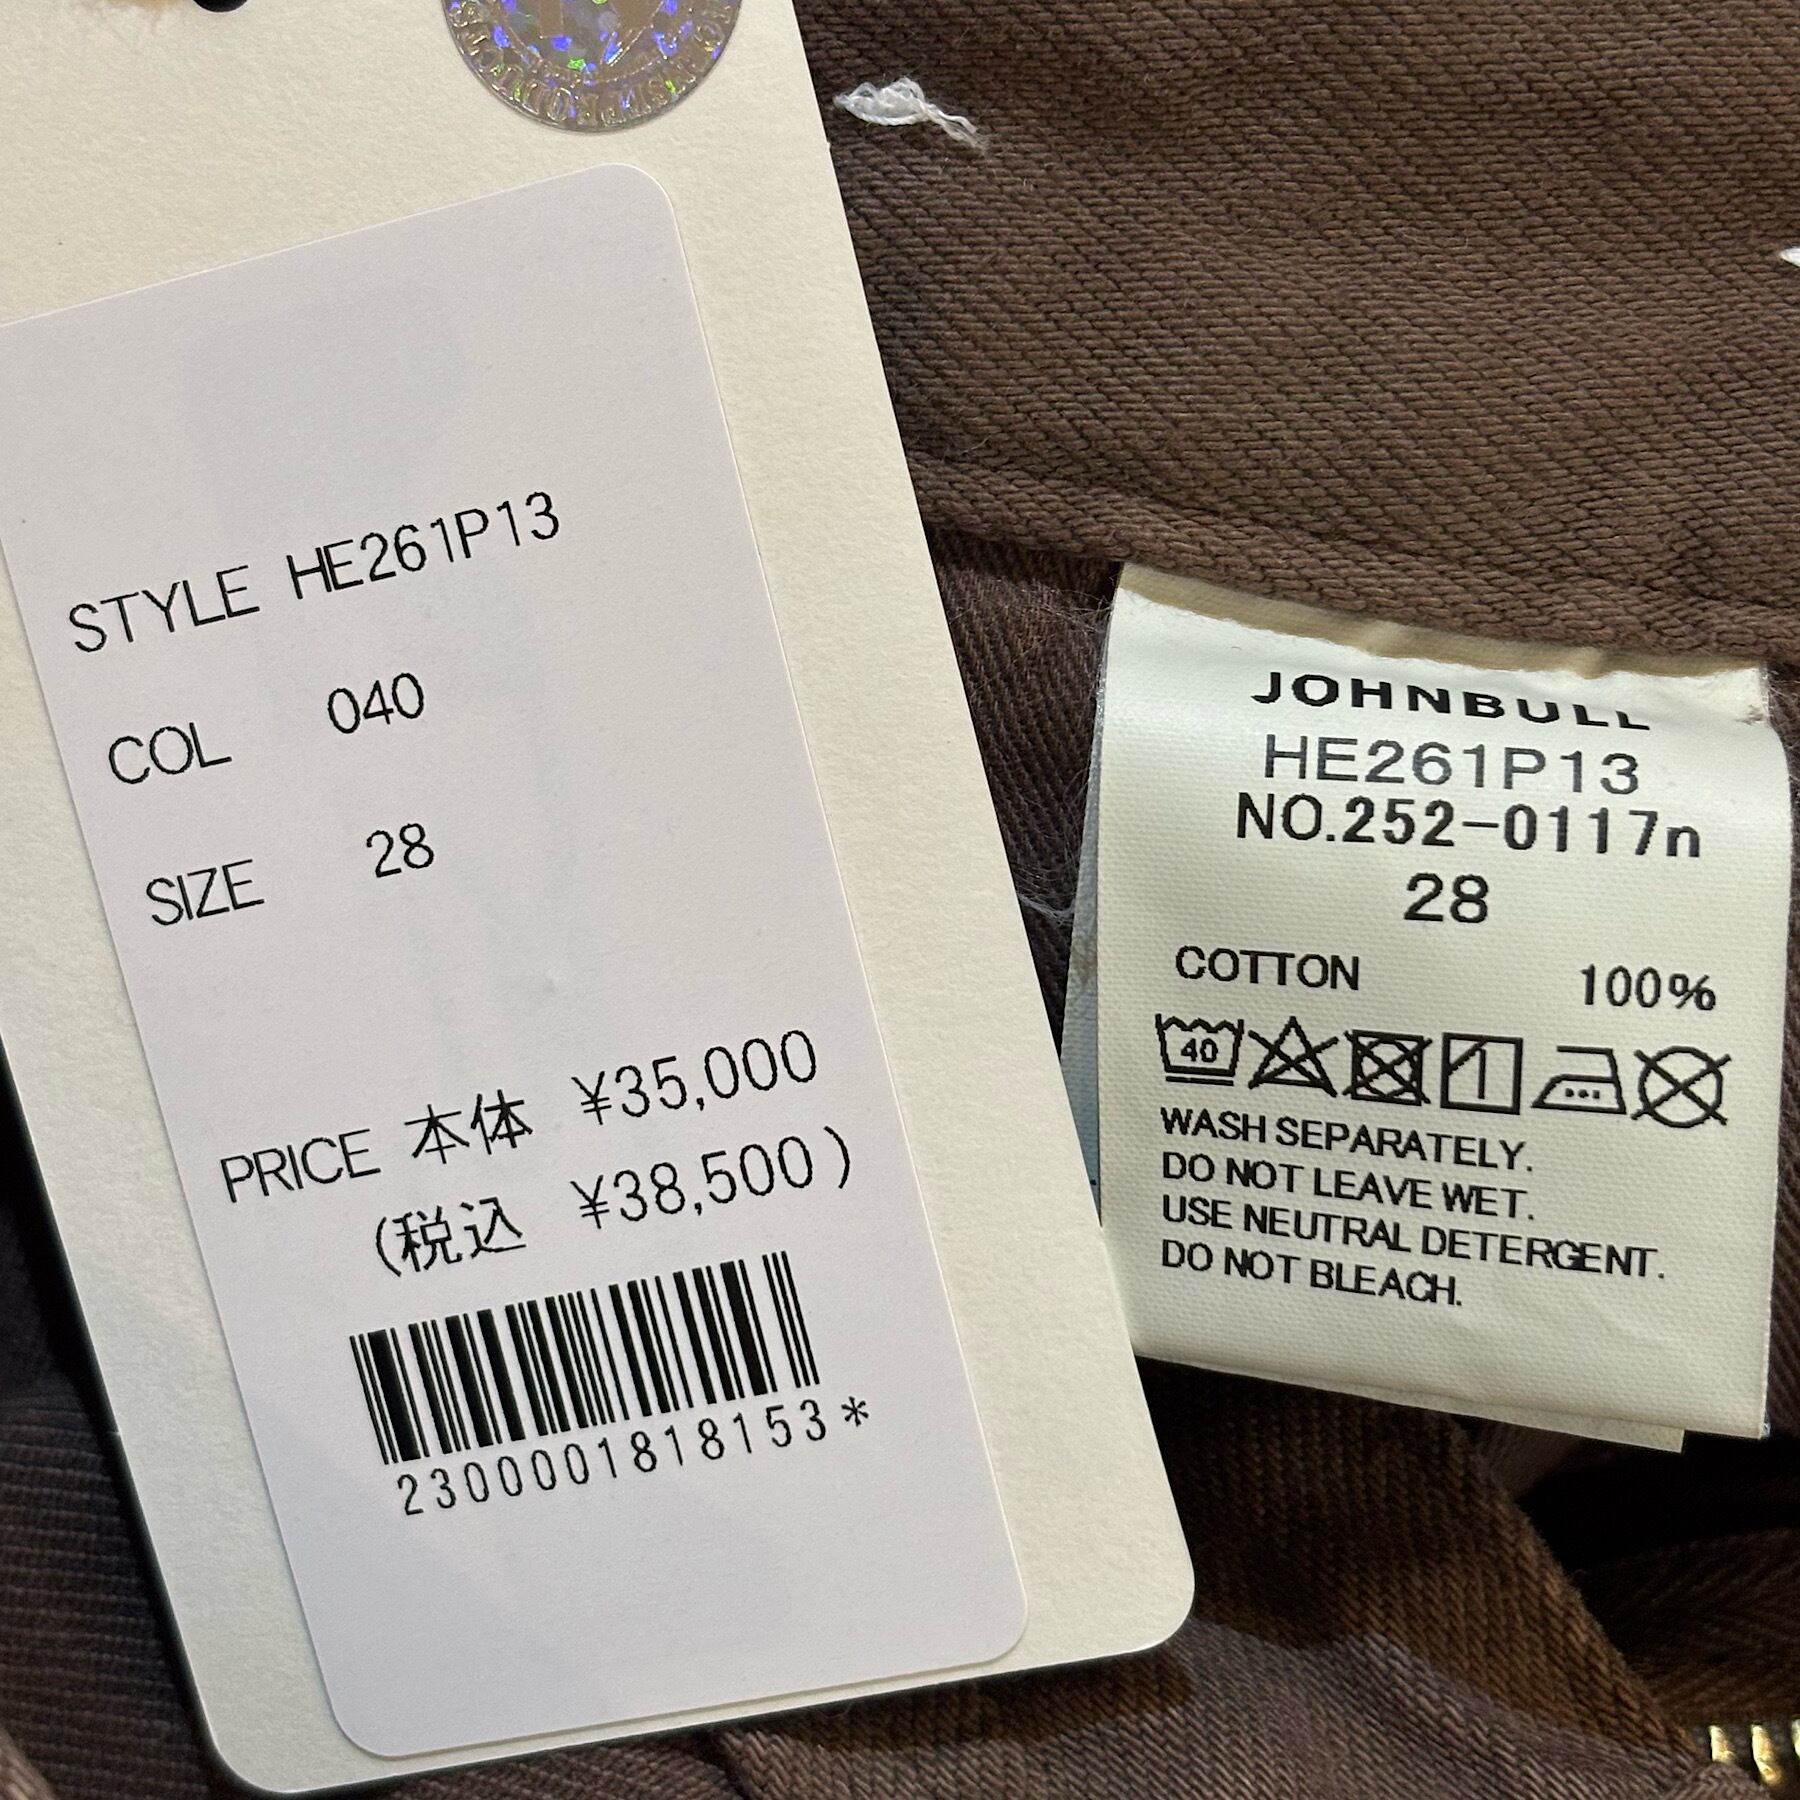 STYLE HE261P13
COL 040
SIZE 28
PRICE 本体 ¥35,000
(税込 ¥38,500)
2300001818153*
JOHNBULL
HE261P13
NO.252-0117n
28
COTTON 100%
40
WASH SEPARATELY.
DO NOT LEAVE WET.
USE NEUTRAL DETERGENT.
DO NOT BLEACH.